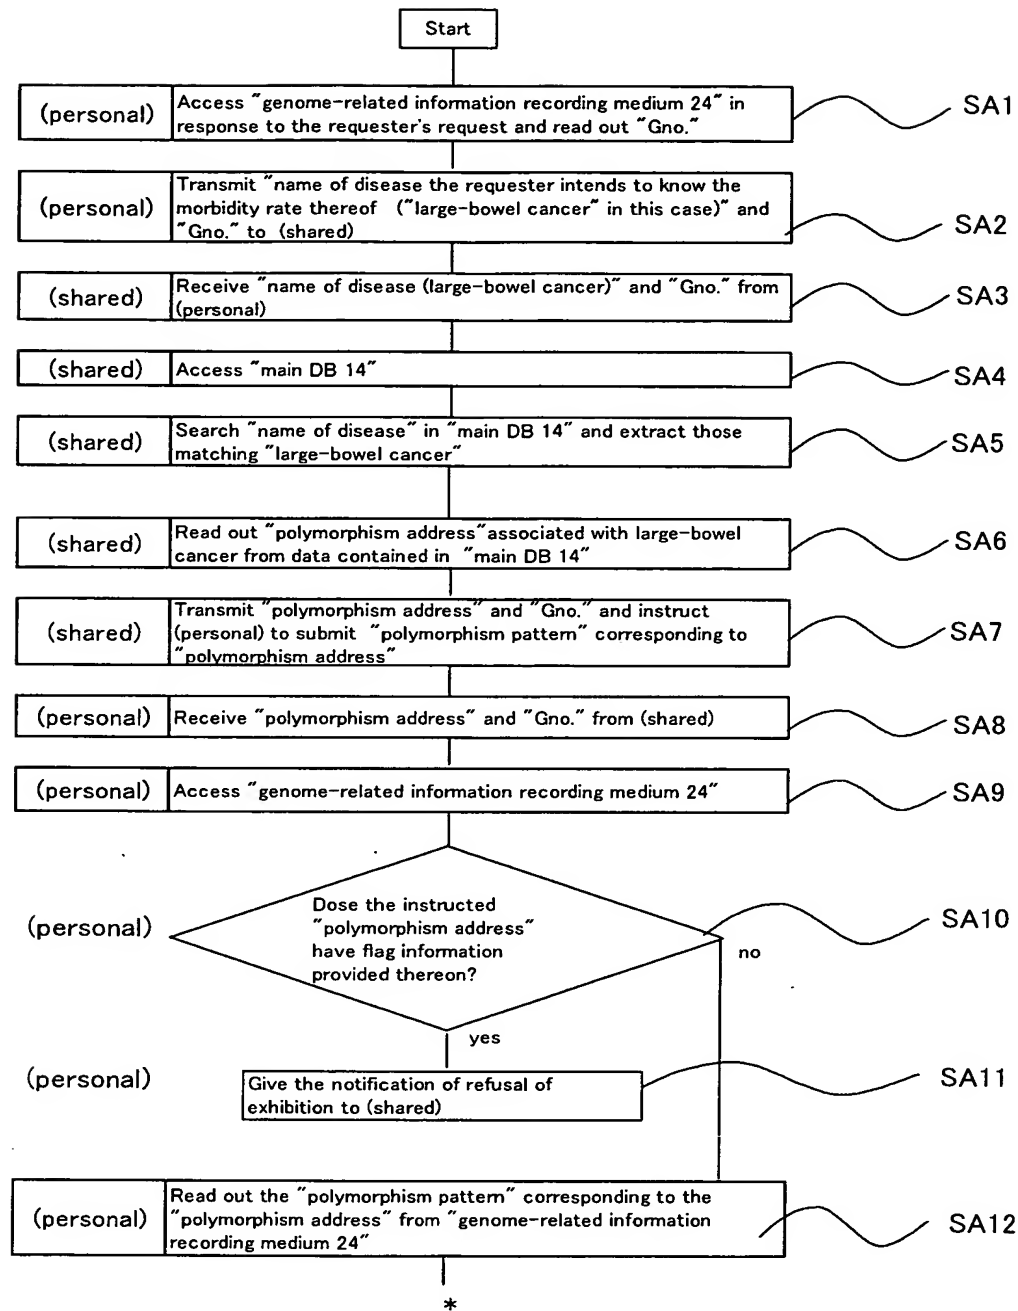 Start
(personal)
Access "genome-related information recording medium 24" in
response to the requester's request and read out "Gno."
SA1
(personal)
Transmit "name of disease the requester intends to know the
morbidity rate thereof ("large-bowel cancer" in this case)" and
"Gno." to (shared)
SA2
(shared)
Receive "name of disease (large-bowel cancer)" and "Gno." from
(personal)
SA3
(shared)
Access "main DB 14"
SA4
(shared)
Search "name of disease" in "main DB 14" and extract those
matching "large-bowel cancer"
SA5
(shared)
Read out "polymorphism address"associated with large-bowel
cancer from data contained in "main DB 14"
SA6
(shared)
Transmit "polymorphism address" and "Gno." and instruct
(personal) to submit "polymorphism pattern" corresponding to
"polymorphism address"
SA7
(personal)
Receive "polymorphism address" and "Gno." from (shared)
SA8
(personal)
Access "genome-related information recording medium 24"
SA9
(personal)
Dose the instructed
"polymorphism address"
have flag information
provided thereon?
SA10
no
yes
(personal)
Give the notification of refusal of
exhibition to (shared)
SA11
(personal)
Read out the "polymorphism pattern" corresponding to the
"polymorphism address" from "genome-related information
recording medium 24"
SA12
*